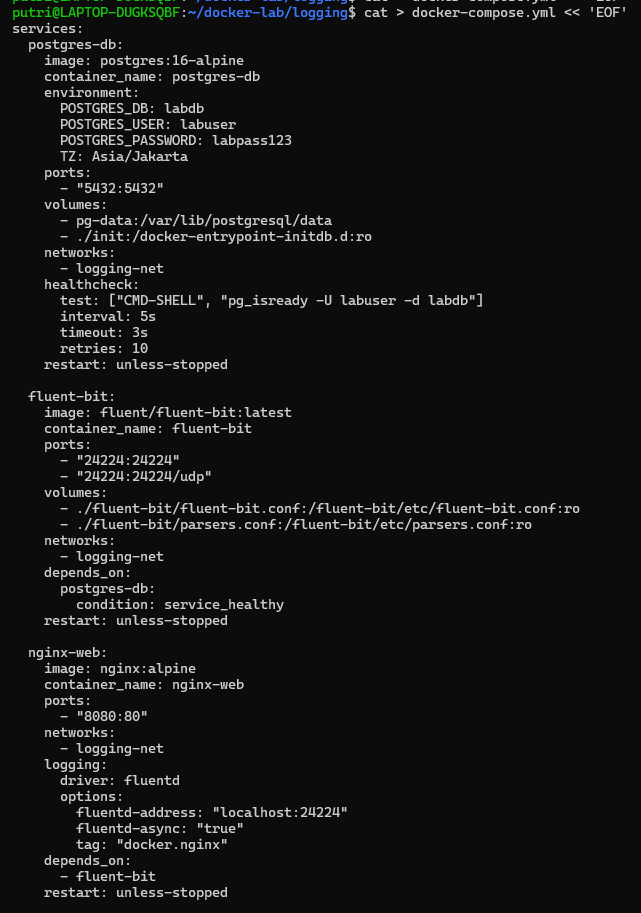 putri@LAPTOP-DUGKSQBF:~/docker-lab/logging$ cat > docker-compose.yml << 'EOF'
services:
  postgres-db:
    image: postgres:16-alpine
    container_name: postgres-db
    environment:
      POSTGRES_DB: labdb
      POSTGRES_USER: labuser
      POSTGRES_PASSWORD: labpass123
      TZ: Asia/Jakarta
    ports:
      - "5432:5432"
    volumes:
      - pg-data:/var/lib/postgresql/data
      - ./init:/docker-entrypoint-initdb.d:ro
    networks:
      - logging-net
    healthcheck:
      test: ["CMD-SHELL", "pg_isready -U labuser -d labdb"]
      interval: 5s
      timeout: 3s
      retries: 10
    restart: unless-stopped

  fluent-bit:
    image: fluent/fluent-bit:latest
    container_name: fluent-bit
    ports:
      - "24224:24224"
      - "24224:24224/udp"
    volumes:
      - ./fluent-bit/fluent-bit.conf:/fluent-bit/etc/fluent-bit.conf:ro
      - ./fluent-bit/parsers.conf:/fluent-bit/etc/parsers.conf:ro
    networks:
      - logging-net
    depends_on:
      postgres-db:
        condition: service_healthy
    restart: unless-stopped

  nginx-web:
    image: nginx:alpine
    container_name: nginx-web
    ports:
      - "8080:80"
    networks:
      - logging-net
    logging:
      driver: fluentd
      options:
        fluentd-address: "localhost:24224"
        fluentd-async: "true"
        tag: "docker.nginx"
    depends_on:
      - fluent-bit
    restart: unless-stopped